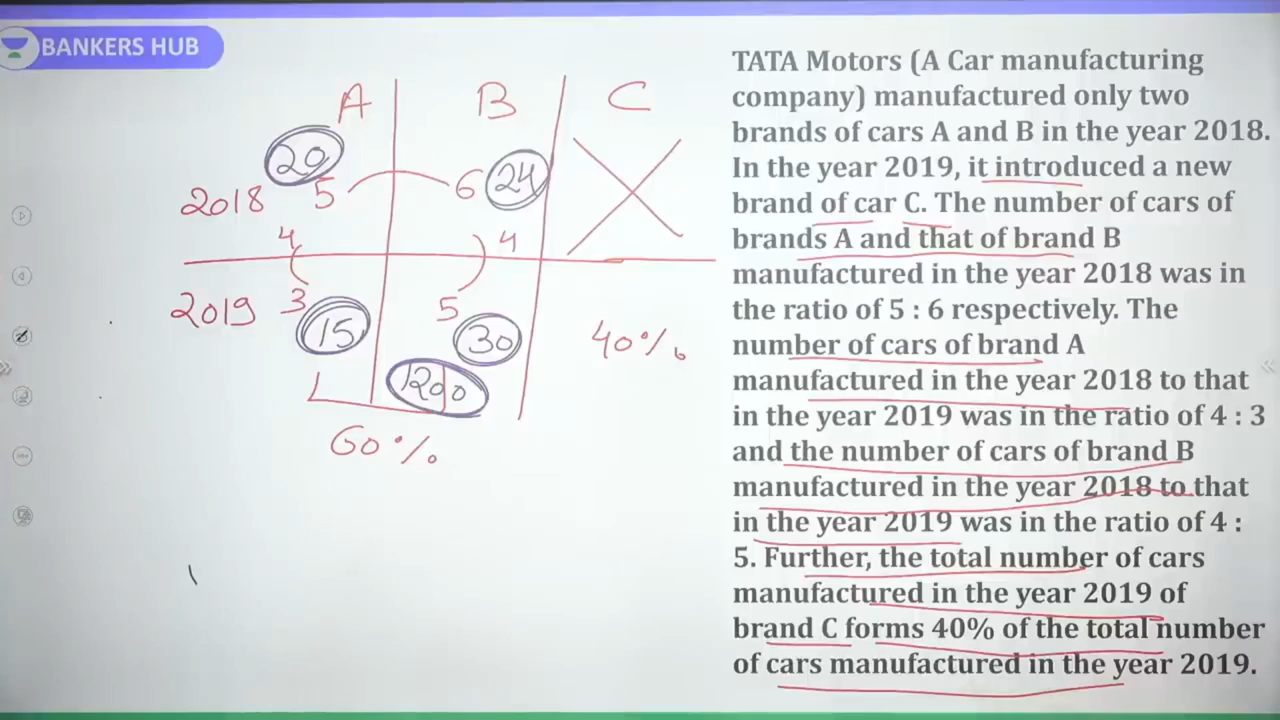 BANKERS HUB
A B C
20 24
2018 5 6
4 4
2019 3 5
15 30 40%
1200
60%
TATA Motors (A Car manufacturing
company) manufactured only two
brands of cars A and B in the year 2018.
In the year 2019, it introduced a new
brand of car C. The number of cars of
brands A and that of brand B
manufactured in the year 2018 was in
the ratio of 5 : 6 respectively. The
number of cars of brand A
manufactured in the year 2018 to that
in the year 2019 was in the ratio of 4 : 3
and the number of cars of brand B
manufactured in the year 2018 to that
in the year 2019 was in the ratio of 4 :
5. Further, the total number of cars
manufactured in the year 2019 of
brand C forms 40% of the total number
of cars manufactured in the year 2019.